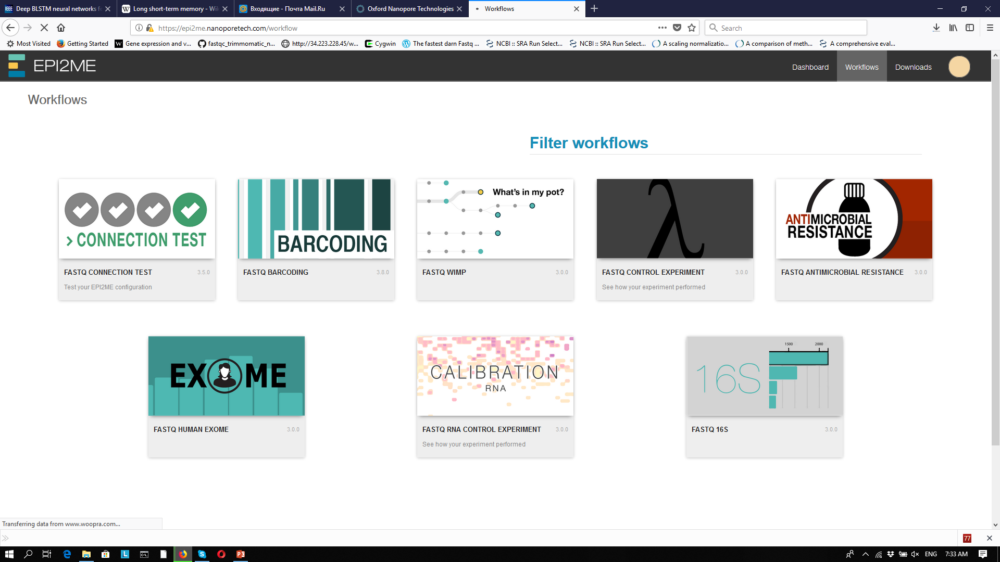 Deep BLSTM neural networks fo
Long short-term memory - Wik
Входящие - Почта Mail.Ru
Oxford Nanopore Technologies
Workflows
https://epi2me.nanoporetech.com/workflow
Search
Most Visited
Getting Started
Gene expression and v...
fastqc_trimmomatic_n...
http://34.223.228.45/w...
Cygwin
The fastest darn Fastq ...
NCBI :: SRA Run Select...
NCBI :: SRA Run Select...
A scaling normalizatio...
A comparison of meth...
A comprehensive eval...
EPI2ME
Dashboard
Workflows
Downloads
Workflows
Filter workflows
> CONNECTION TEST
FASTQ CONNECTION TEST 3.5.0
Test your EPI2ME configuration
BARCODING
FASTQ BARCODING 3.8.0
What's in my pot?
FASTQ WIMP 3.0.0
λ
FASTQ CONTROL EXPERIMENT 3.0.0
See how your experiment performed
ANTIMICROBIAL
RESISTANCE
FASTQ ANTIMICROBIAL RESISTANCE 3.0.0
EXOME
FASTQ HUMAN EXOME 3.0.0
CALIBRATION
RNA
FASTQ RNA CONTROL EXPERIMENT 3.0.0
See how your experiment performed
1500 2000
16S
FASTQ 16S 3.0.0
Transferring data from www.woopra.com...
77
ENG
7:33 AM